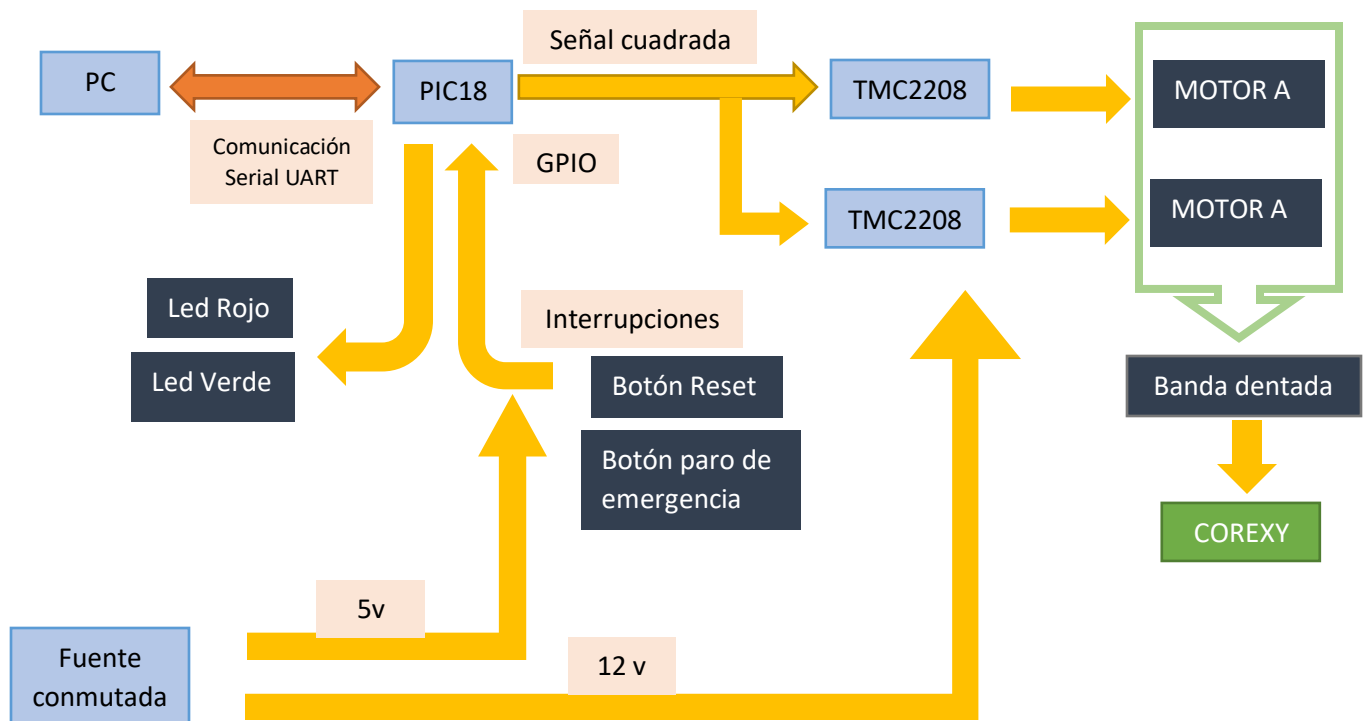 Señal cuadrada
PC
PIC18
TMC2208
MOTOR A
Comunicación
Serial UART
GPIO
TMC2208
MOTOR A
Led Rojo
Interrupciones
Led Verde
Botón Reset
Banda dentada
Botón paro de
emergencia
COREXY
5v
Fuente
conmutada
12 v